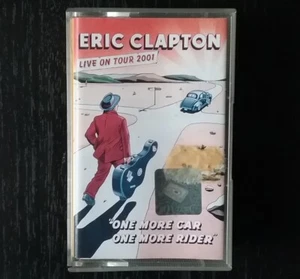 ERIC CLAPTON
LIVE ON TOUR 2001
ONE MORE CAR
ONE MORE RIDER